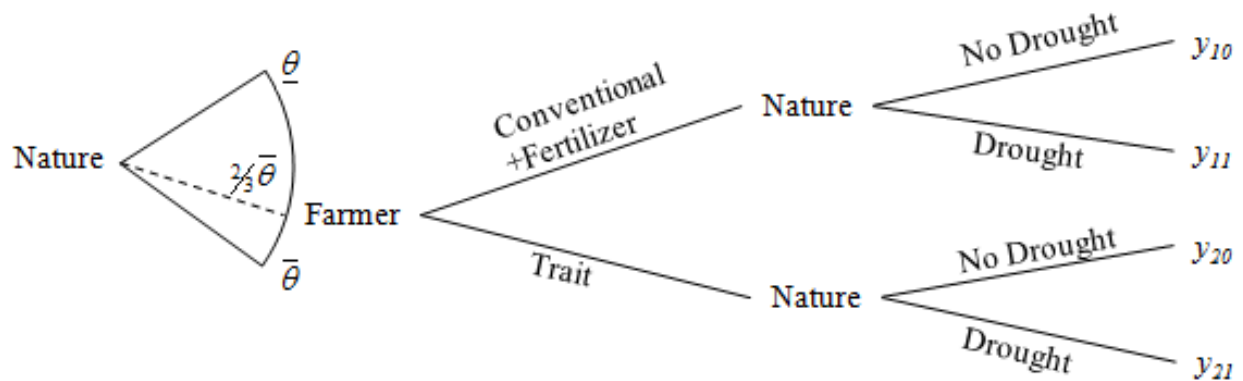 Nature
θ̲
⅔θ̅
θ̅
Farmer
Conventional
+Fertilizer
Trait
Nature
No Drought
Drought
y₁₀
y₁₁
Nature
No Drought
Drought
y₂₀
y₂₁